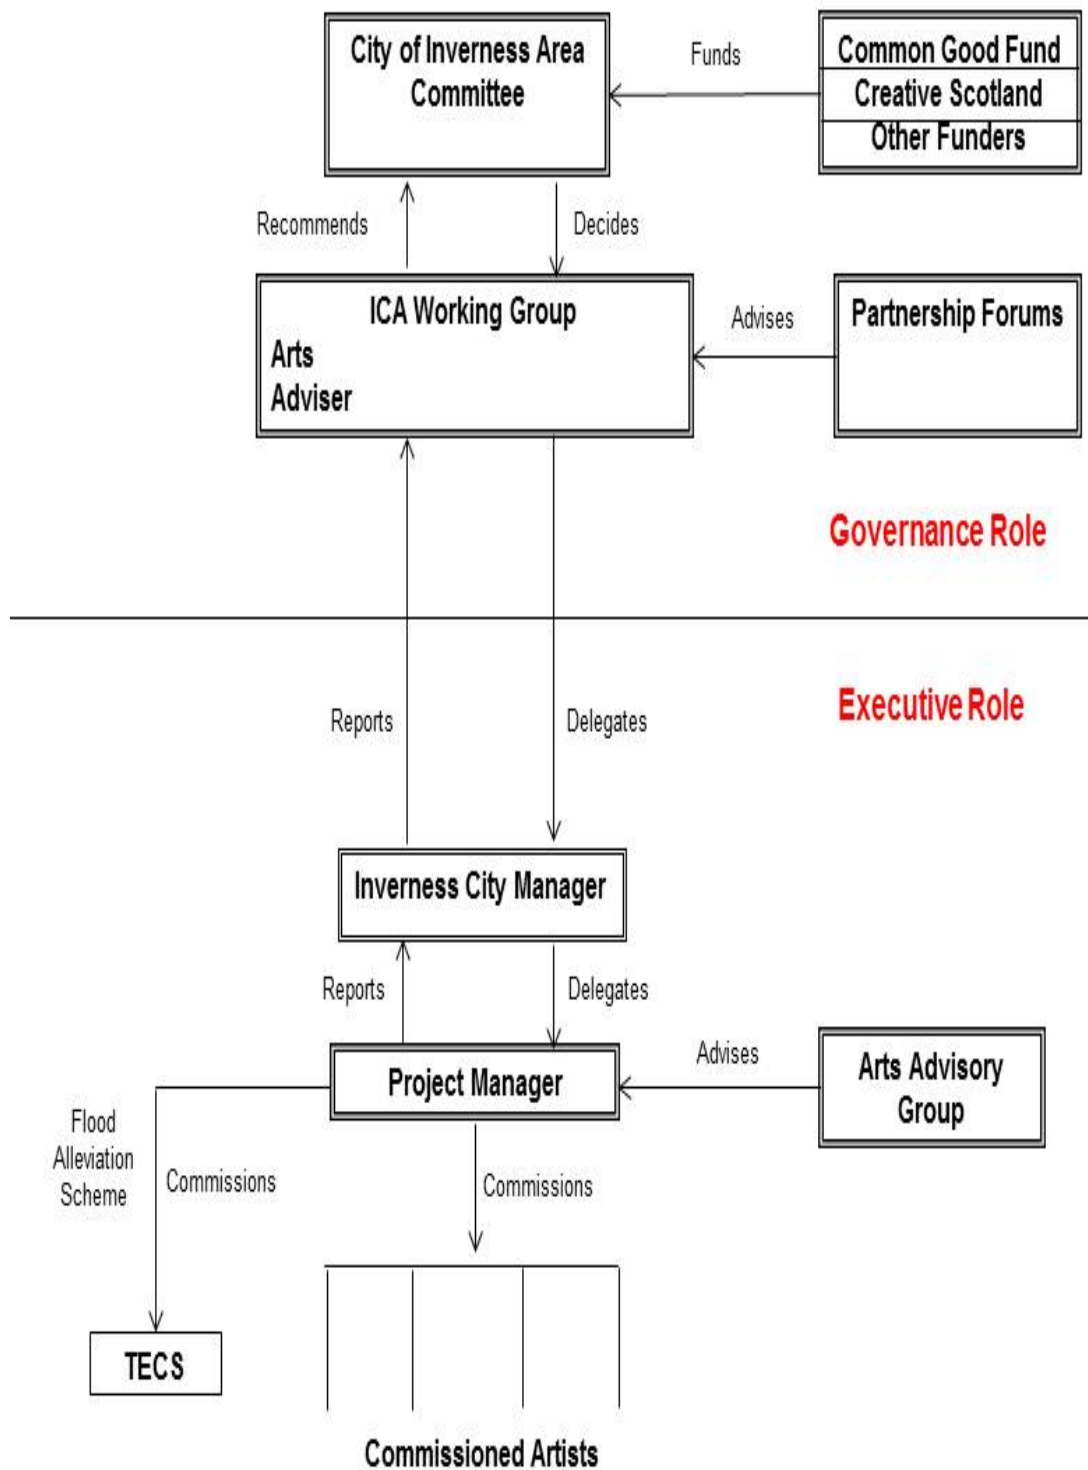 City of Inverness Area
Committee
Funds
Common Good Fund
Creative Scotland
Other Funders
Recommends
Decides
ICA Working Group
Arts
Adviser
Advises
Partnership Forums
Governance Role
Executive Role
Reports
Delegates
Inverness City Manager
Reports
Delegates
Project Manager
Advises
Arts Advisory
Group
Flood
Alleviation
Scheme
Commissions
Commissions
TECS
Commissioned Artists